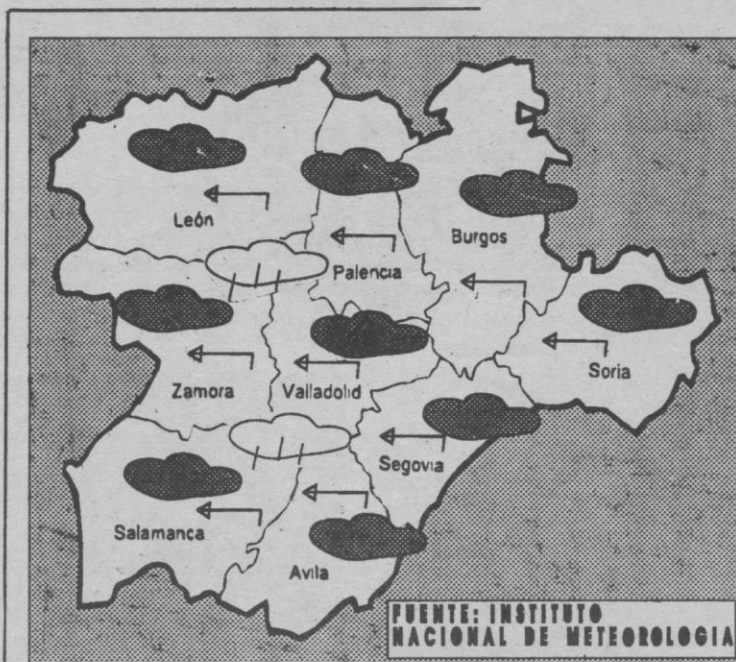 León
Burgos
Palencia
Soria
Zamora
Valladolid
Segovia
Salamanca
Avila
FUENTE: INSTITUTO
NACIONAL DE METEOROLOGIA